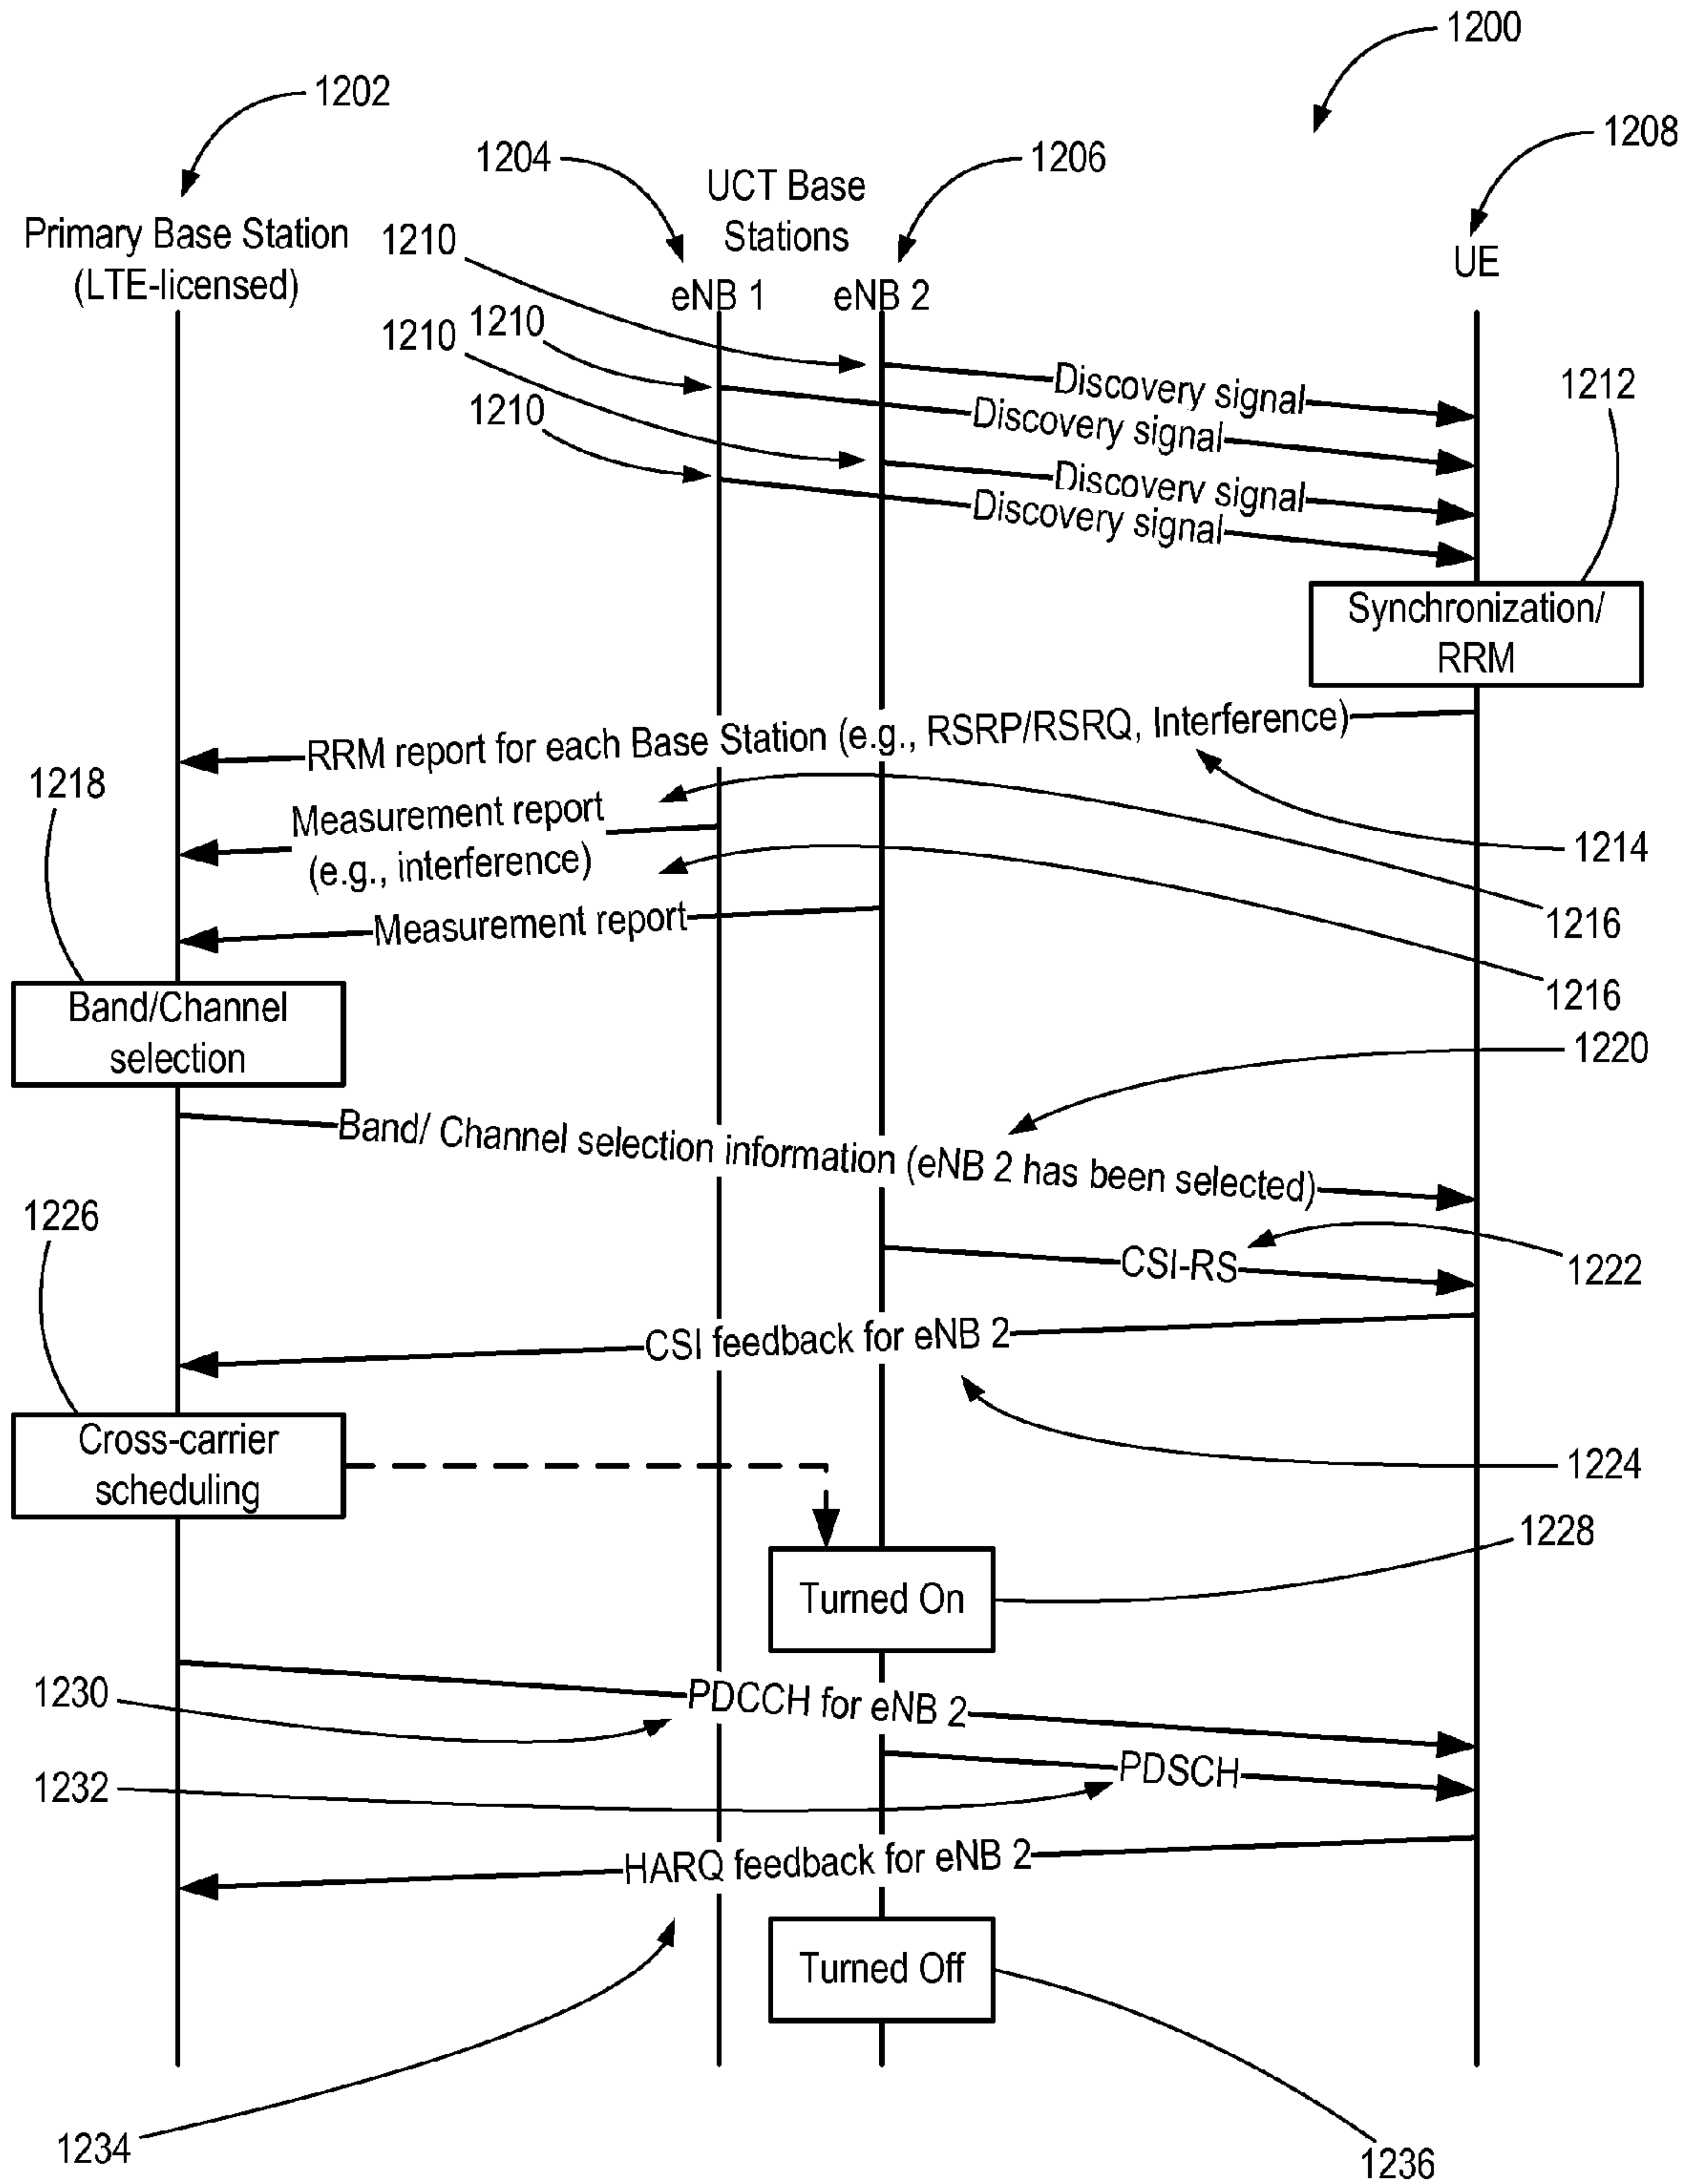 1200
1202
1208
1204
1206
UCT Base
Stations
Primary Base Station
(LTE-licensed)
1210
UE
eNB 1
eNB 2
1210
1210
Discovery signal
1212
1210
Discovery signal
Discovery signal
Discovery signal
Synchronization/
RRM
RRM report for each Base Station (e.g., RSRP/RSRQ, Interference)
1218
Measurement report
(e.g., interference)
1214
Measurement report
1216
1216
Band/Channel
selection
1220
Band/ Channel selection information (eNB 2 has been selected)
1226
CSI-RS
1222
CSI feedback for eNB 2
Cross-carrier
scheduling
1224
1228
Turned On
1230
PDCCH for eNB 2
PDSCH
1232
HARQ feedback for eNB 2
Turned Off
1234
1236